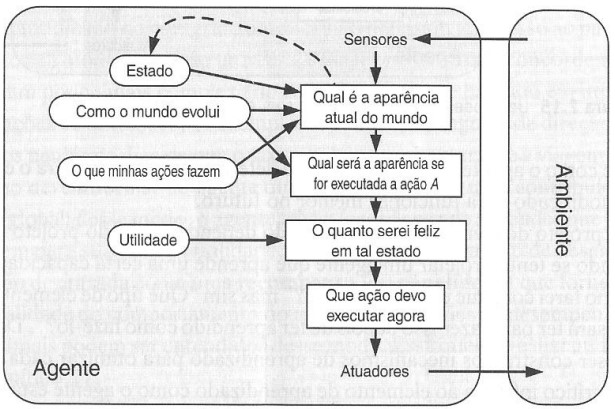 Sensores
Estado
Qual é a aparência
atual do mundo
Como o mundo evolui
Qual será a aparência se
for executada a ação A
O que minhas ações fazem
Utilidade
O quanto serei feliz
em tal estado
Que ação devo
executar agora
Agente
Atuadores
Ambiente